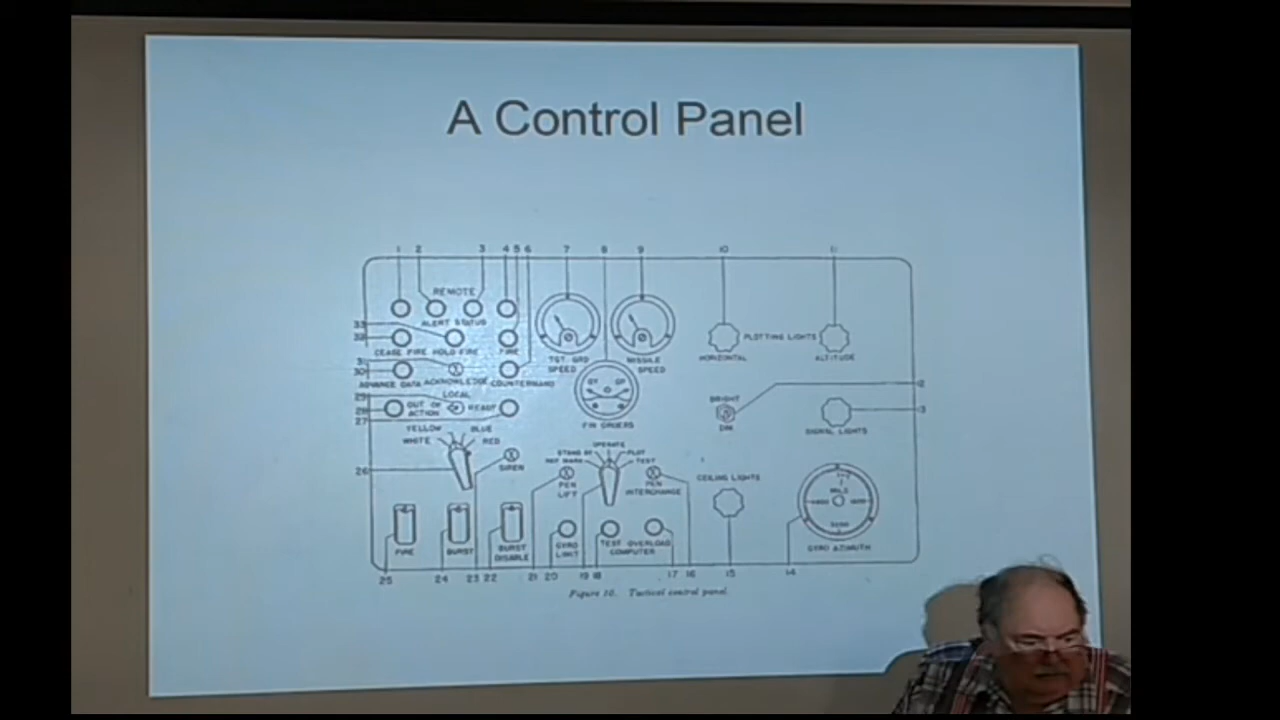 A Control Panel
1 2 3 4 5 6 7 8 9 10 11
REMOTE
ALERT STATUS
33
32
CEASE FIRE HOLD FIRE FIRE
TGT. GRD SPEED
MISSILE SPEED
HORIZONTAL
PLOTTING LIGHTS
ALTITUDE
31
30
ADVANCE DATA ACKNOWLEDGE COUNTERMAND
29
28
27
LOCAL
OUT OF ACTION
READY
FIN ORDERS
BRIGHT
DIM
12
13
SIGNAL LIGHTS
YELLOW BLUE
WHITE RED
26
SIREN
OPERATE
STAND BY PLOT
TEST
PEN LIFT
PEN INTERCHANGE
CEILING LIGHTS
MILS
GYRO AZIMUTH
FIRE
BURST
BURST DISABLE
GYRO LIGHT
TEST OVERLOAD
COMPUTER
25 24 23 22 21 20 19 18 17 16 15 14
Figure 10. Tactical control panel.